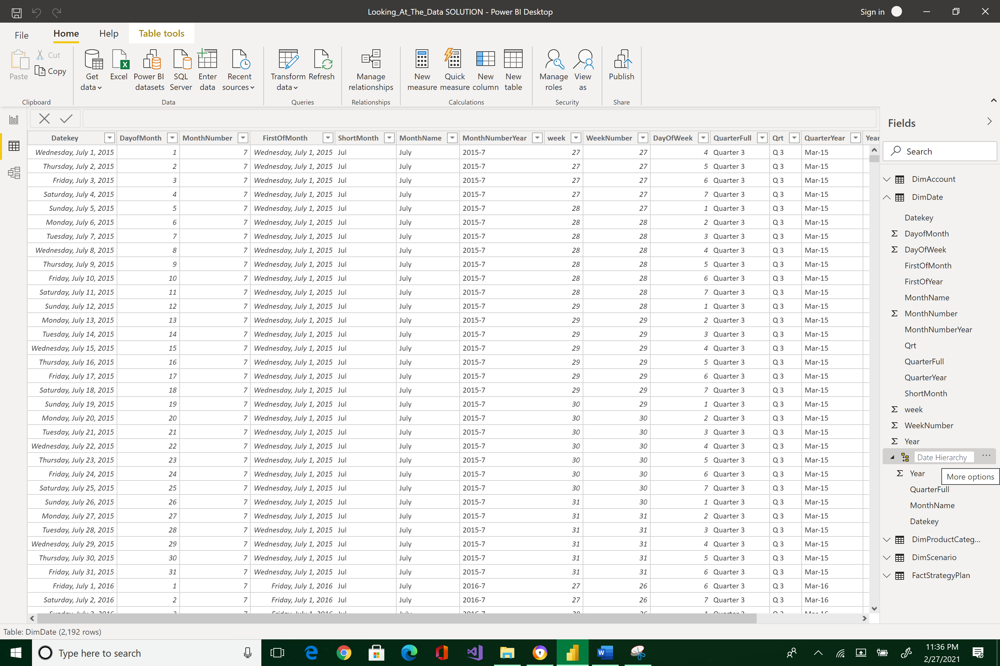 Looking_At_The_Data SOLUTION - Power BI Desktop
Sign in
File Home Help Table tools
Paste Cut Copy
Get data Excel Power BI datasets SQL Server Enter data Recent sources Transform data Refresh Manage relationships New measure Quick measure New column New table Manage roles View as Publish
Clipboard Data Queries Relationships Calculations Security Share
Datekey DayofMonth MonthNumber FirstOfMonth ShortMonth MonthName MonthNumberYear week WeekNumber DayOfWeek QuarterFull Qrt QuarterYear Year
Wednesday, July 1, 2015 1 7 Wednesday, July 1, 2015 Jul July 2015-7 27 27 4 Quarter 3 Q 3 Mar-15
Thursday, July 2, 2015 2 7 Wednesday, July 1, 2015 Jul July 2015-7 27 27 5 Quarter 3 Q 3 Mar-15
Friday, July 3, 2015 3 7 Wednesday, July 1, 2015 Jul July 2015-7 27 27 6 Quarter 3 Q 3 Mar-15
Saturday, July 4, 2015 4 7 Wednesday, July 1, 2015 Jul July 2015-7 27 27 7 Quarter 3 Q 3 Mar-15
Sunday, July 5, 2015 5 7 Wednesday, July 1, 2015 Jul July 2015-7 28 27 1 Quarter 3 Q 3 Mar-15
Monday, July 6, 2015 6 7 Wednesday, July 1, 2015 Jul July 2015-7 28 28 2 Quarter 3 Q 3 Mar-15
Tuesday, July 7, 2015 7 7 Wednesday, July 1, 2015 Jul July 2015-7 28 28 3 Quarter 3 Q 3 Mar-15
Wednesday, July 8, 2015 8 7 Wednesday, July 1, 2015 Jul July 2015-7 28 28 4 Quarter 3 Q 3 Mar-15
Thursday, July 9, 2015 9 7 Wednesday, July 1, 2015 Jul July 2015-7 28 28 5 Quarter 3 Q 3 Mar-15
Friday, July 10, 2015 10 7 Wednesday, July 1, 2015 Jul July 2015-7 28 28 6 Quarter 3 Q 3 Mar-15
Saturday, July 11, 2015 11 7 Wednesday, July 1, 2015 Jul July 2015-7 28 28 7 Quarter 3 Q 3 Mar-15
Sunday, July 12, 2015 12 7 Wednesday, July 1, 2015 Jul July 2015-7 29 28 1 Quarter 3 Q 3 Mar-15
Monday, July 13, 2015 13 7 Wednesday, July 1, 2015 Jul July 2015-7 29 29 2 Quarter 3 Q 3 Mar-15
Tuesday, July 14, 2015 14 7 Wednesday, July 1, 2015 Jul July 2015-7 29 29 3 Quarter 3 Q 3 Mar-15
Wednesday, July 15, 2015 15 7 Wednesday, July 1, 2015 Jul July 2015-7 29 29 4 Quarter 3 Q 3 Mar-15
Thursday, July 16, 2015 16 7 Wednesday, July 1, 2015 Jul July 2015-7 29 29 5 Quarter 3 Q 3 Mar-15
Friday, July 17, 2015 17 7 Wednesday, July 1, 2015 Jul July 2015-7 29 29 6 Quarter 3 Q 3 Mar-15
Saturday, July 18, 2015 18 7 Wednesday, July 1, 2015 Jul July 2015-7 29 29 7 Quarter 3 Q 3 Mar-15
Sunday, July 19, 2015 19 7 Wednesday, July 1, 2015 Jul July 2015-7 30 29 1 Quarter 3 Q 3 Mar-15
Monday, July 20, 2015 20 7 Wednesday, July 1, 2015 Jul July 2015-7 30 30 2 Quarter 3 Q 3 Mar-15
Tuesday, July 21, 2015 21 7 Wednesday, July 1, 2015 Jul July 2015-7 30 30 3 Quarter 3 Q 3 Mar-15
Wednesday, July 22, 2015 22 7 Wednesday, July 1, 2015 Jul July 2015-7 30 30 4 Quarter 3 Q 3 Mar-15
Thursday, July 23, 2015 23 7 Wednesday, July 1, 2015 Jul July 2015-7 30 30 5 Quarter 3 Q 3 Mar-15
Friday, July 24, 2015 24 7 Wednesday, July 1, 2015 Jul July 2015-7 30 30 6 Quarter 3 Q 3 Mar-15
Saturday, July 25, 2015 25 7 Wednesday, July 1, 2015 Jul July 2015-7 30 30 7 Quarter 3 Q 3 Mar-15
Sunday, July 26, 2015 26 7 Wednesday, July 1, 2015 Jul July 2015-7 31 30 1 Quarter 3 Q 3 Mar-15
Monday, July 27, 2015 27 7 Wednesday, July 1, 2015 Jul July 2015-7 31 31 2 Quarter 3 Q 3 Mar-15
Tuesday, July 28, 2015 28 7 Wednesday, July 1, 2015 Jul July 2015-7 31 31 3 Quarter 3 Q 3 Mar-15
Wednesday, July 29, 2015 29 7 Wednesday, July 1, 2015 Jul July 2015-7 31 31 4 Quarter 3 Q 3 Mar-15
Thursday, July 30, 2015 30 7 Wednesday, July 1, 2015 Jul July 2015-7 31 31 5 Quarter 3 Q 3 Mar-15
Friday, July 31, 2015 31 7 Wednesday, July 1, 2015 Jul July 2015-7 31 31 6 Quarter 3 Q 3 Mar-15
Friday, July 1, 2016 1 7 Friday, July 1, 2016 Jul July 2016-7 27 26 6 Quarter 3 Q 3 Mar-16
Saturday, July 2, 2016 2 7 Friday, July 1, 2016 Jul July 2016-7 27 26 7 Quarter 3 Q 3 Mar-16
Fields
Search
DimAccount
DimDate
Datekey
Σ DayofMonth
Σ DayOfWeek
FirstOfMonth
FirstOfYear
MonthName
Σ MonthNumber
MonthNumberYear
Qrt
QuarterFull
QuarterYear
ShortMonth
Σ week
Σ WeekNumber
Σ Year
Date Hierarchy ...
Σ Year
More options
QuarterFull
MonthName
Datekey
DimProductCateg...
DimScenario
FactStrategyPlan
Table: DimDate (2,192 rows)
Type here to search
11:36 PM
2/27/2021